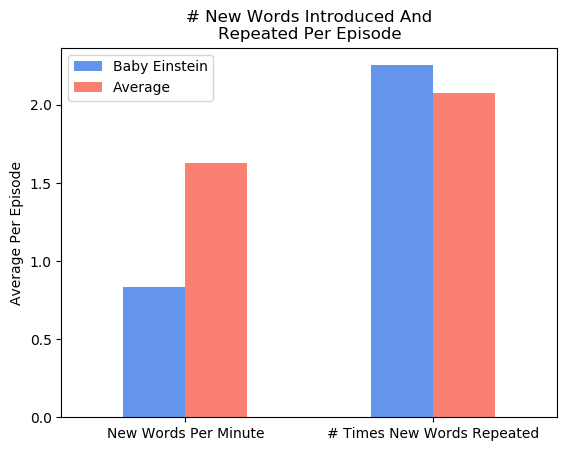 # New Words Introduced And
Repeated Per Episode
Baby Einstein
Average
Average Per Episode
2.0
1.5
1.0
0.5
0.0
New Words Per Minute
# Times New Words Repeated